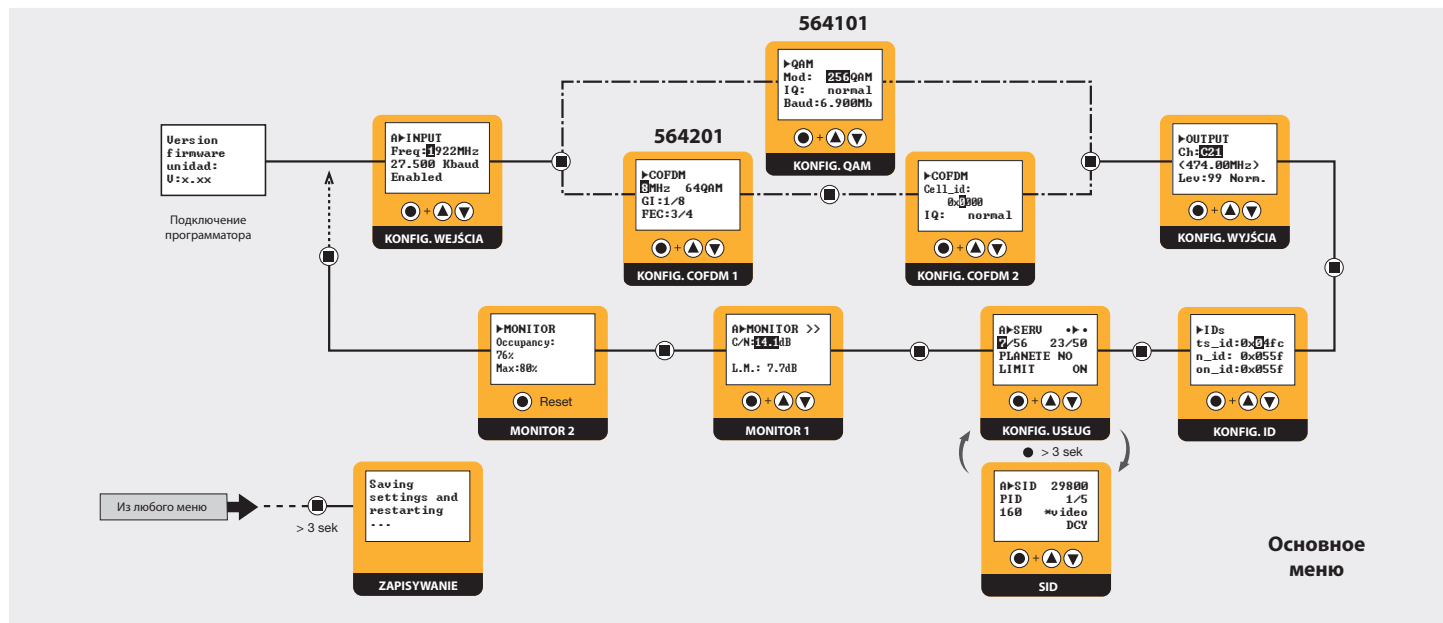 564101
▶QAM
Mod: 256QAM
IQ: normal
Baud:6.900Mb
+
KONFIG. QAM
Version
firmware
unidad:
V:x.xx
Подключение
программатора
A▶INPUT
Freq:1922MHz
27.500 Kbaud
Enabled
+
KONFIG. WEJŚCIA
564201
▶COFDM
8MHz 64QAM
GI:1/8
FEC:3/4
+
KONFIG. COFDM 1
▶COFDM
Cell_id:
0x0000
IQ: normal
+
KONFIG. COFDM 2
▶OUTPUT
Ch:C21
(474.00MHz)
Lev:99 Norm.
+
KONFIG. WYJŚCIA
▶MONITOR
Occupancy:
76%
Max:80%
Reset
MONITOR 2
A▶MONITOR >>
C/N:14.1dB
L.M.: 7.7dB
+
MONITOR 1
A▶SERV •▶•
7/56 23/50
PLANETE NO
LIMIT ON
+
KONFIG. USŁUG
▶IDs
ts_id:0x04fc
n_id: 0x055f
on_id:0x055f
+
KONFIG. ID
> 3 sek
A▶SID 29800
PID 1/5
160 *video
DCY
+
SID
Из любого меню
> 3 sek
Saving
settings and
restarting
...
ZAPISYWANIE
Основное
меню